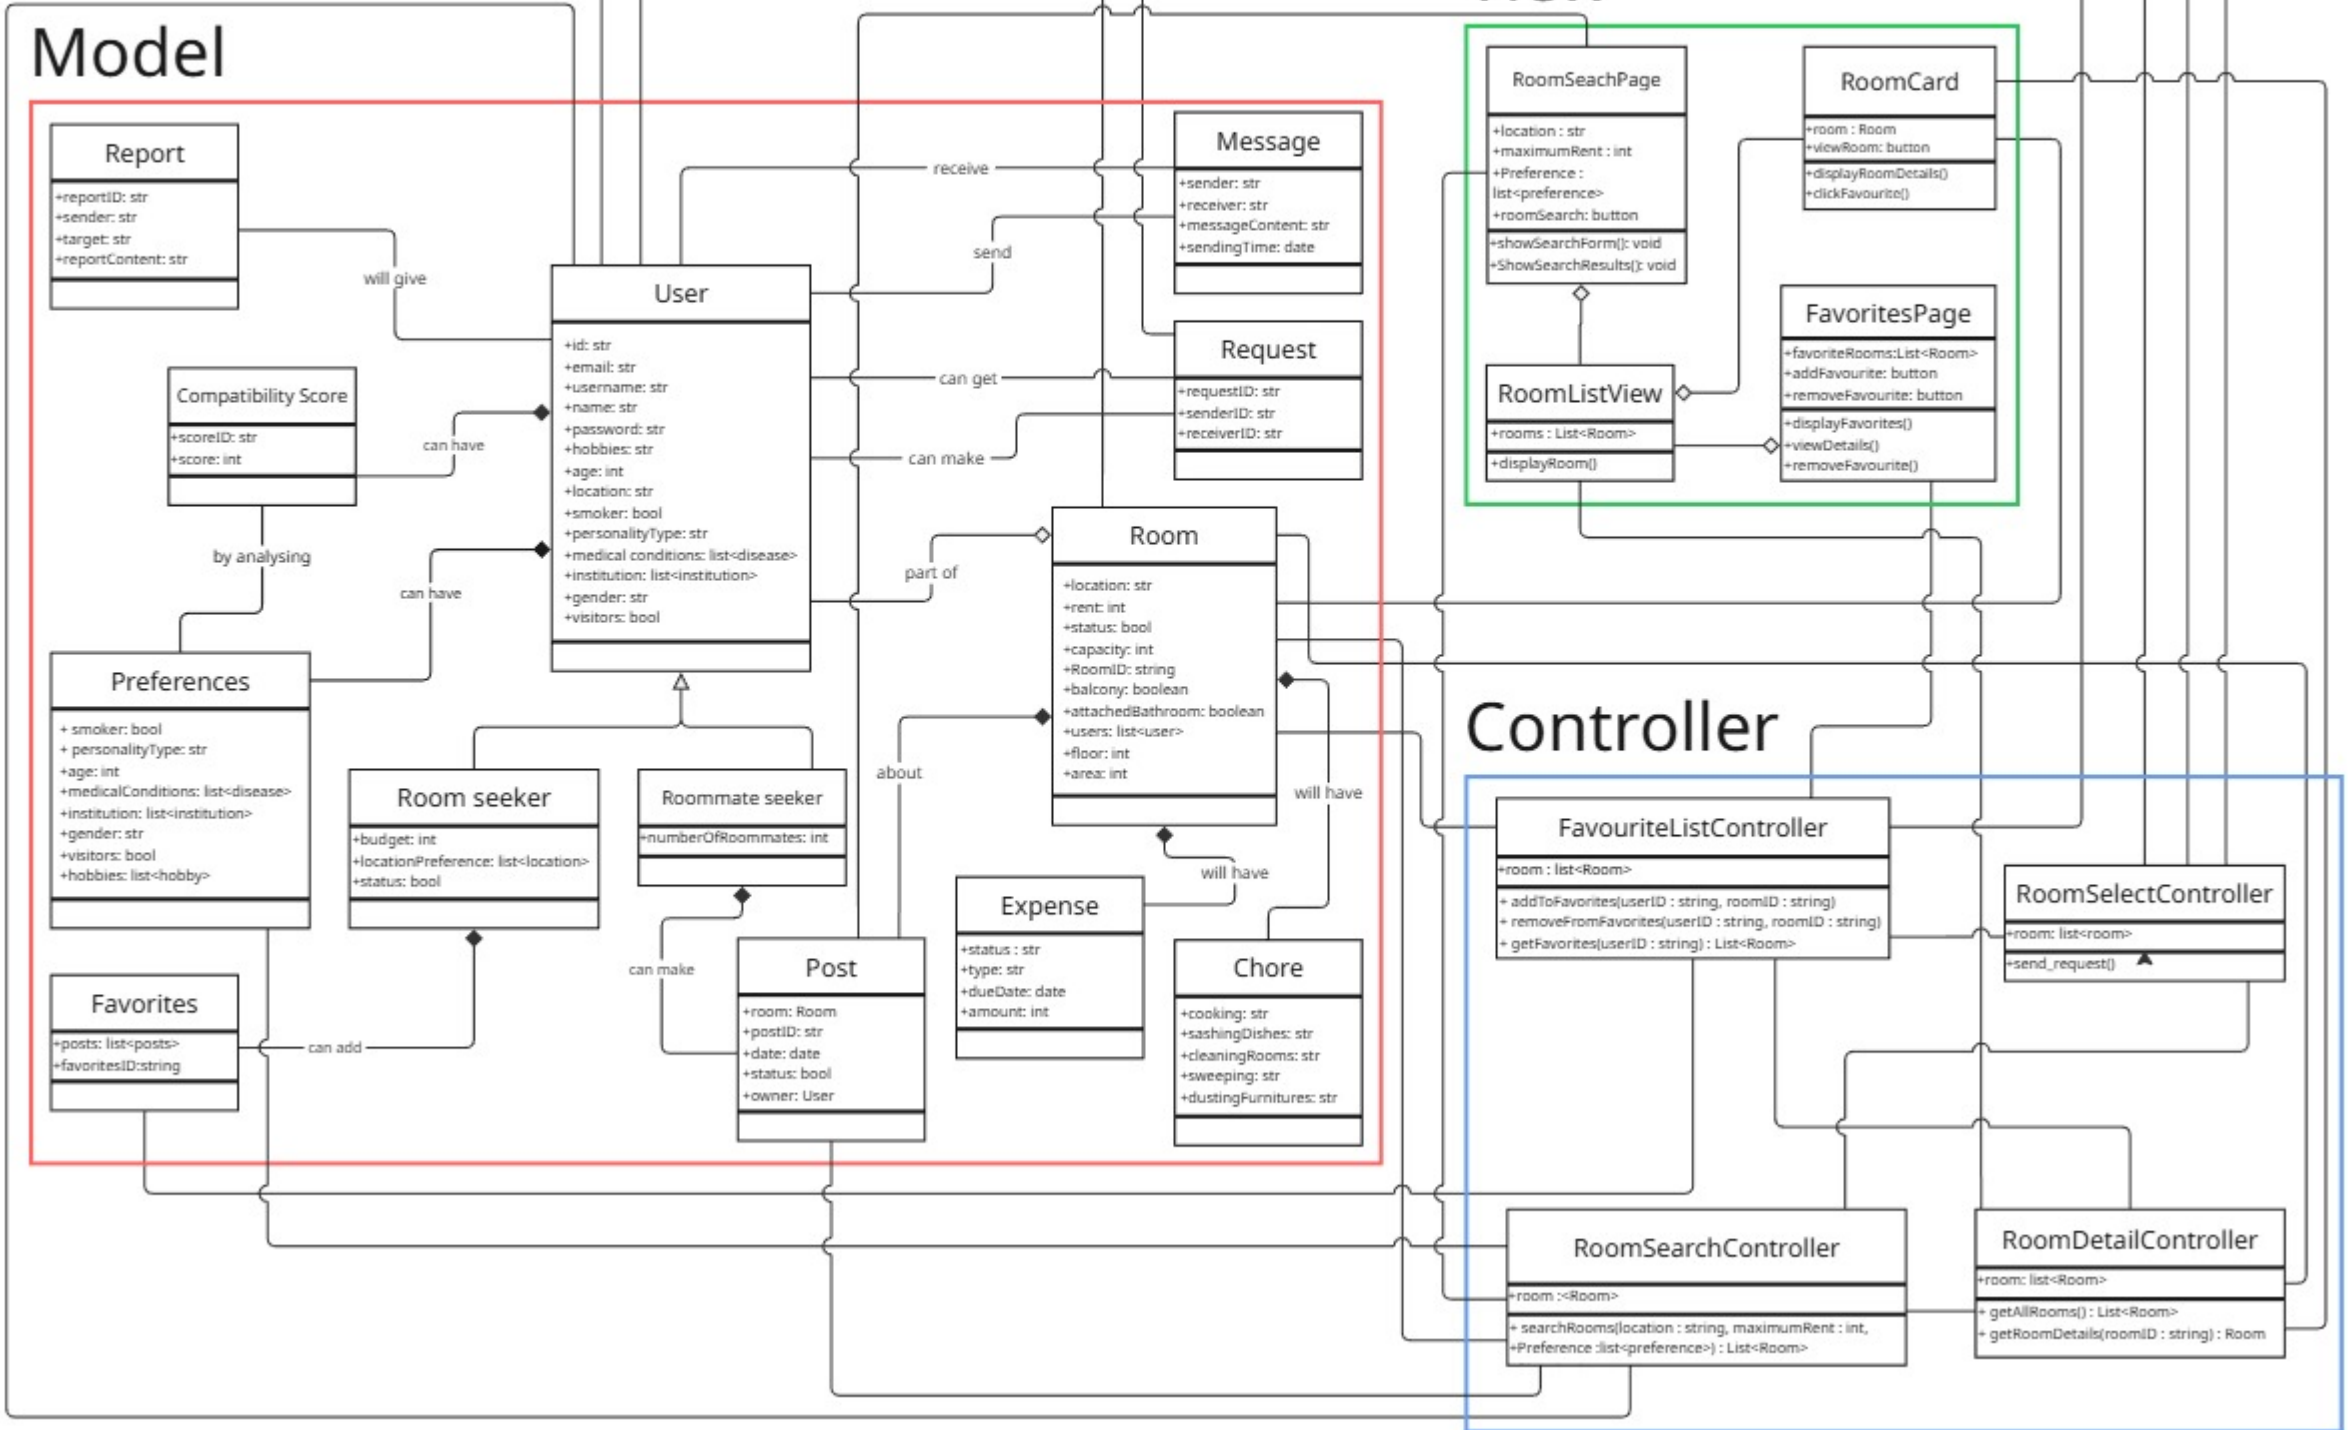 Model
Report
+reportID: str
+sender: str
+target: str
+reportContent: str
will give
Compatibility Score
+scoreID: str
+score: int
can have
by analysing
can have
Preferences
+ smoker: bool
+ personalityType: str
+age: int
+medicalConditions: list<disease>
+institution: list<institution>
+gender: str
+visitors: bool
+hobbies: list<hobby>
Favorites
+posts: list<posts>
+favoritesID:string
can add
User
+id: str
+email: str
+username: str
+name: str
+password: str
+hobbies: str
+age: int
+location: str
+smoker: bool
+personalityType: str
+medical conditions: list<disease>
+institution: list<institution>
+gender: str
+visitors: bool
Room seeker
+budget: int
+locationPreference: list<location>
+status: bool
Roommate seeker
+numberOfRoommates: int
can make
Post
+room: Room
+postID: str
+date: date
+status: bool
+owner: User
receive
send
can get
can make
part of
about
Message
+sender: str
+receiver: str
+messageContent: str
+sendingTime: date
Request
+requestID: str
+senderID: str
+receiverID: str
Room
+location: str
+rent: int
+status: bool
+capacity: int
+RoomID: string
+balcony: boolean
+attachedBathroom: boolean
+users: list<user>
+floor: int
+area: int
will have
will have
Expense
+status : str
+type: str
+dueDate: date
+amount: int
Chore
+cooking: str
+sashingDishes: str
+cleaningRooms: str
+sweeping: str
+dustingFurnitures: str
RoomSeachPage
+location : str
+maximumRent : int
+Preference :
list<preference>
+roomSearch: button
+showSearchForm(): void
+ShowSearchResults(): void
RoomCard
+room : Room
+viewRoom: button
+displayRoomDetails()
+clickFavourite()
RoomListView
+rooms : List<Room>
+displayRoom()
FavoritesPage
+favoriteRooms:List<Room>
+addFavourite: button
+removeFavourite: button
+displayFavorites()
+viewDetails()
+removeFavourite()
Controller
FavouriteListController
+room : list<Room>
+ addToFavorites(userID : string, roomID : string)
+ removeFromFavorites(userID : string, roomID : string)
+ getFavorites(userID : string) : List<Room>
RoomSelectController
+room: list<room>
+send_request()
RoomSearchController
+room :<Room>
+ searchRooms(location : string, maximumRent : int,
+Preference :list<preference>) : List<Room>
RoomDetailController
+room: list<Room>
+ getAllRooms() : List<Room>
+ getRoomDetails(roomID : string) : Room